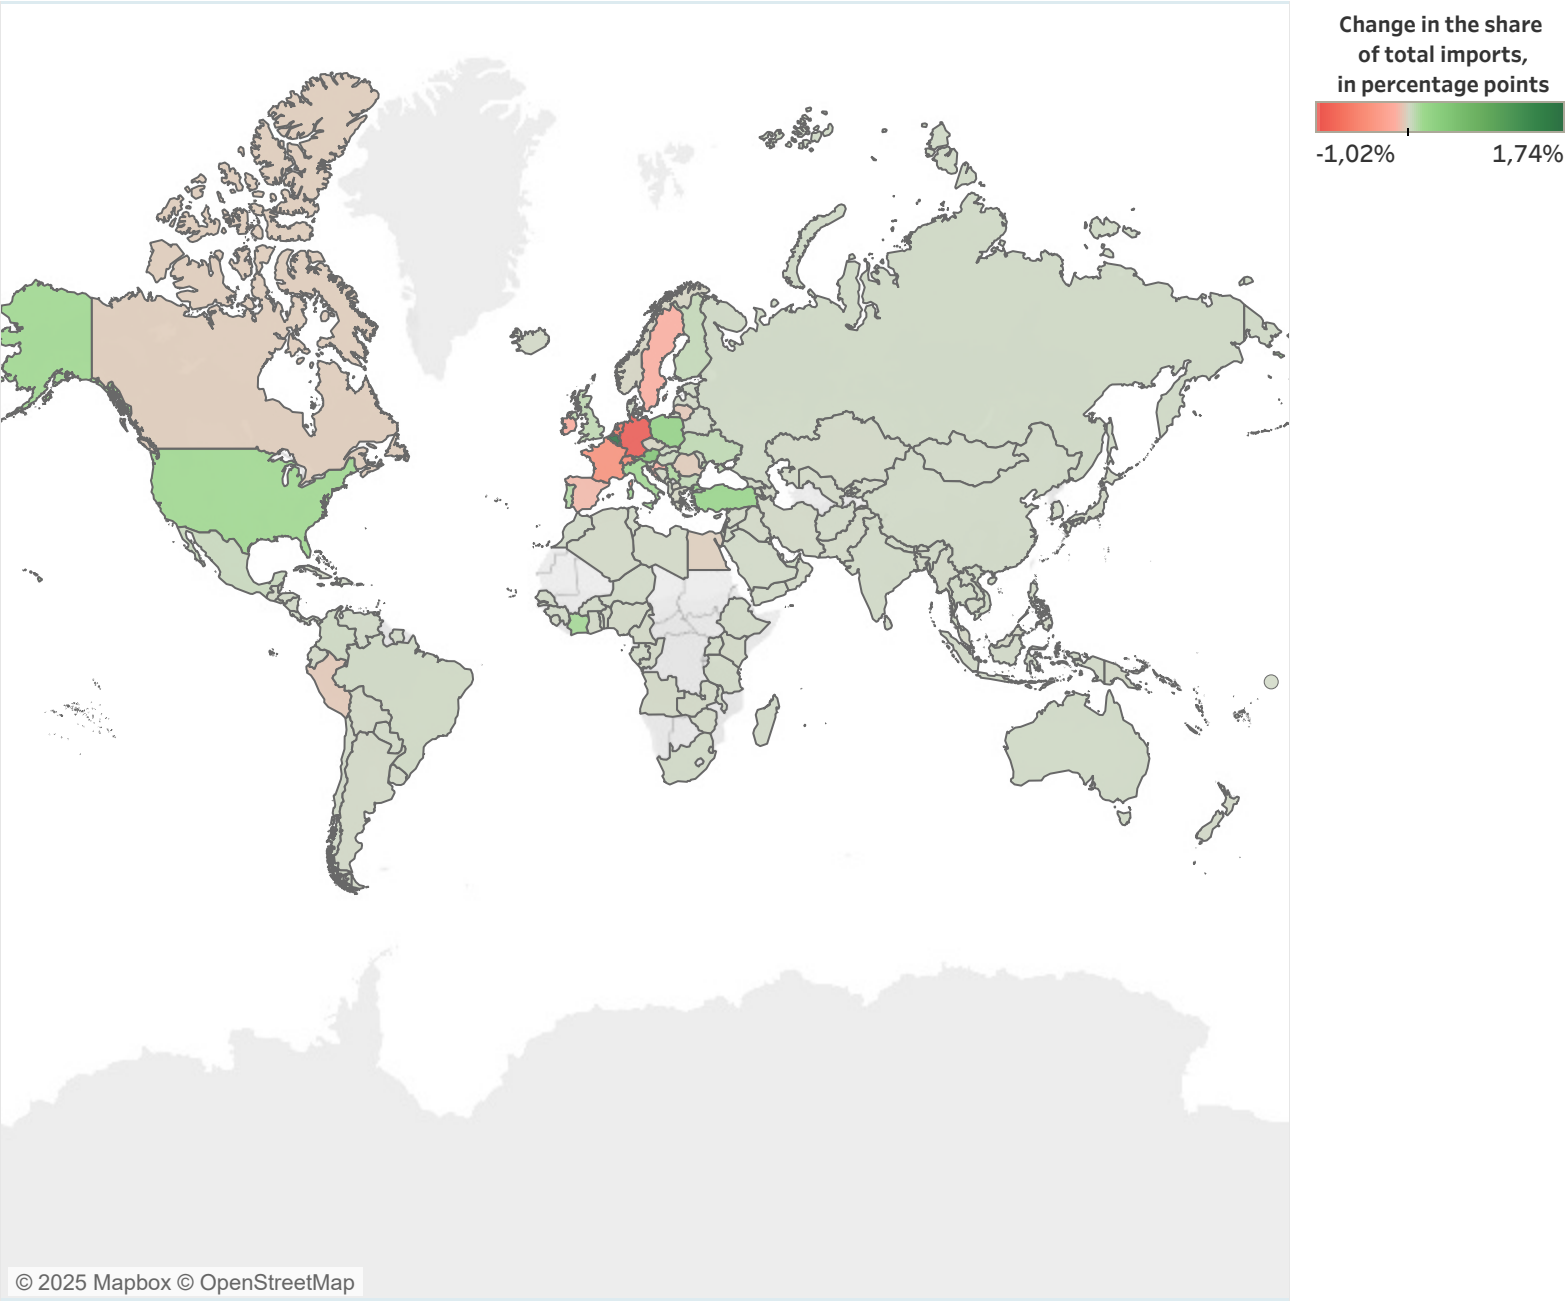 Change in the share
of total imports,
in percentage points
-1,02%
1,74%
© 2025 Mapbox © OpenStreetMap